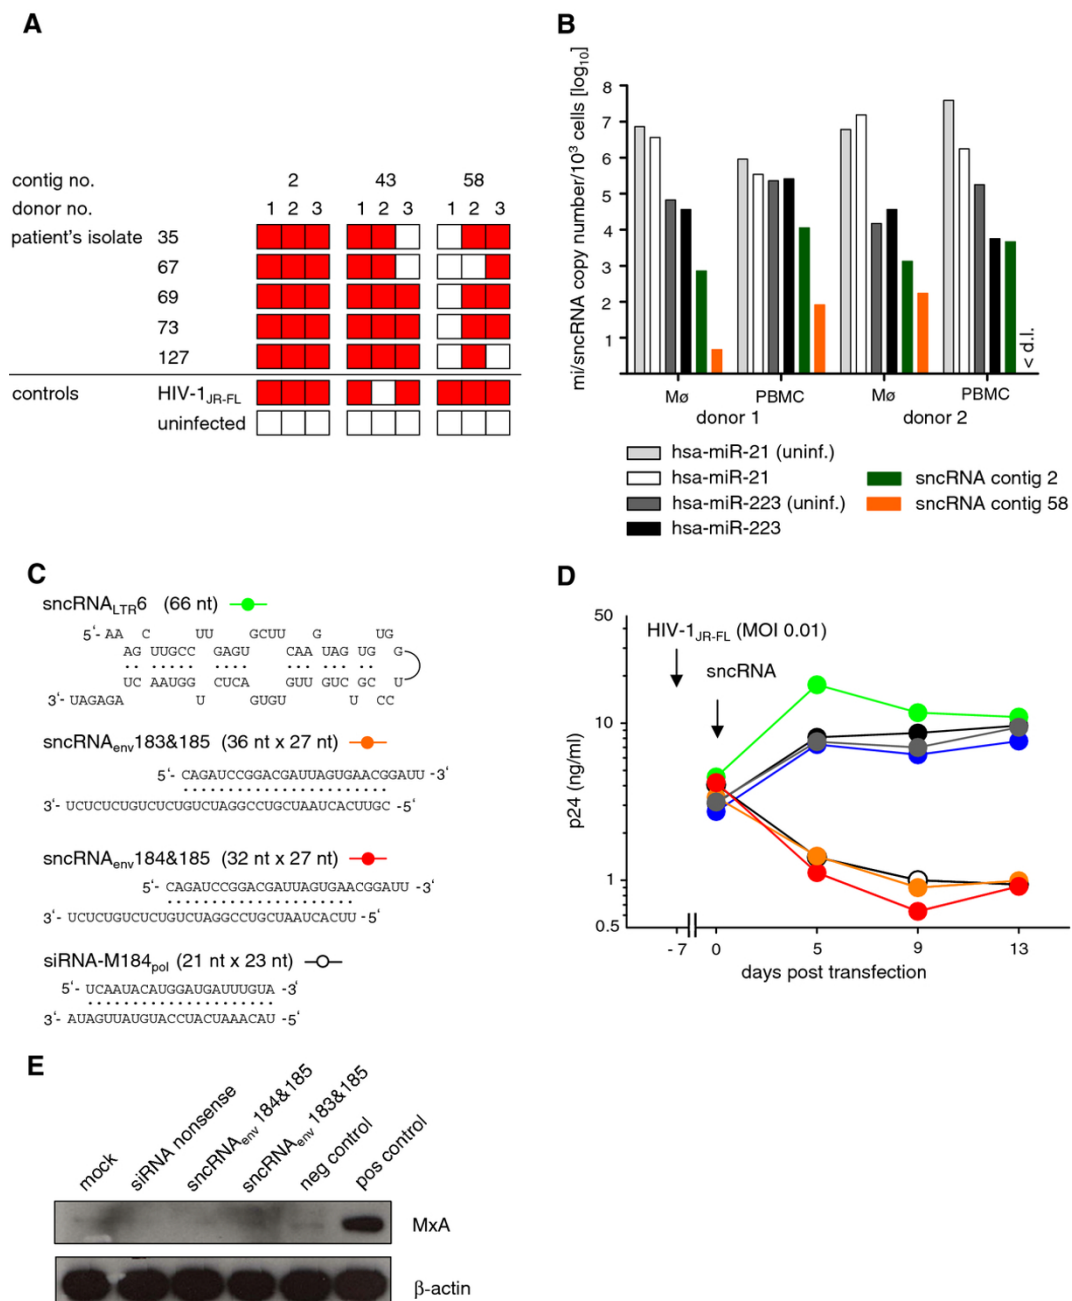 A
contig no. 2 43 58
donor no. 1 2 3 1 2 3 1 2 3
patient's isolate 35
67
69
73
127
controls HIV-1JR-FL
uninfected
B
mi/sncRNA copy number/10³ cells [log10]
8
7
6
5
4
3
2
1
< d.l.
Mø PBMC Mø PBMC
donor 1 donor 2
hsa-miR-21 (uninf.)
hsa-miR-21
hsa-miR-223 (uninf.)
hsa-miR-223
sncRNA contig 2
sncRNA contig 58
C
sncRNALTR6 (66 nt)
5'- AA C UU GCUU G UG
AG UUGCC GAGU CAA UAG UG G
UC AAUGG CUCA GUU GUC GC U
3'- UAGAGA U GUGU U CC
sncRNAenv183&185 (36 nt x 27 nt)
5'- CAGAUCCGGACGAUUAGUGAACGGAUU -3'
3'- UCUCUCUGUCUCUGUCUAGGCCUGCUAAUCACUUGC -5'
sncRNAenv184&185 (32 nt x 27 nt)
5'- CAGAUCCGGACGAUUAGUGAACGGAUU -3'
3'- UCUCUGUCUCUGUCUAGGCCUGCUAAUCACUU -5'
siRNA-M184pol (21 nt x 23 nt)
5'- UCAAUACAUGGAUGAUUUGUA -3'
3'- AUAGUUAUGUACCUACUAAACAU -5'
D
p24 (ng/ml)
50
10
1
0.5
HIV-1JR-FL (MOI 0.01)
sncRNA
- 7 0 5 9 13
days post transfection
E
mock
siRNA nonsense
sncRNAenv 184&185
sncRNAenv 183&185
neg control
pos control
MxA
β-actin